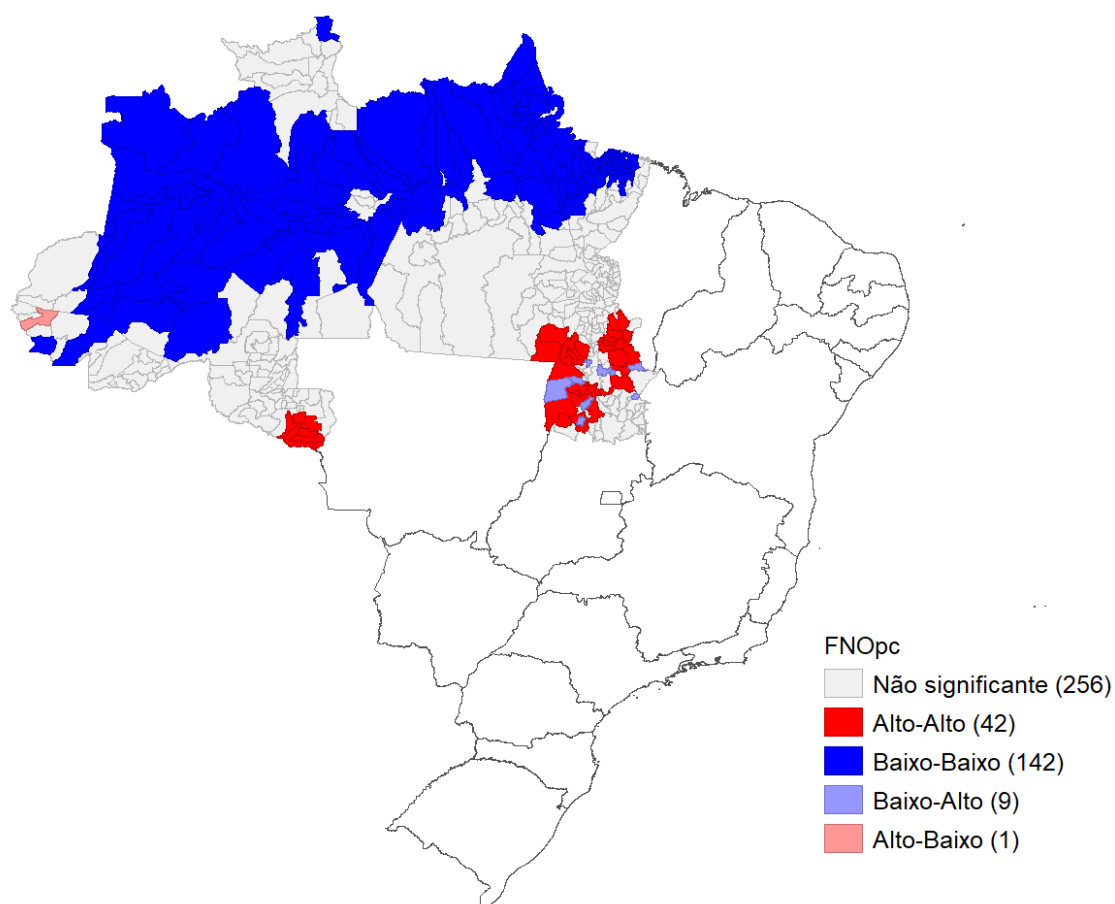 FNOpc
Não significante (256)
Alto-Alto (42)
Baixo-Baixo (142)
Baixo-Alto (9)
Alto-Baixo (1)